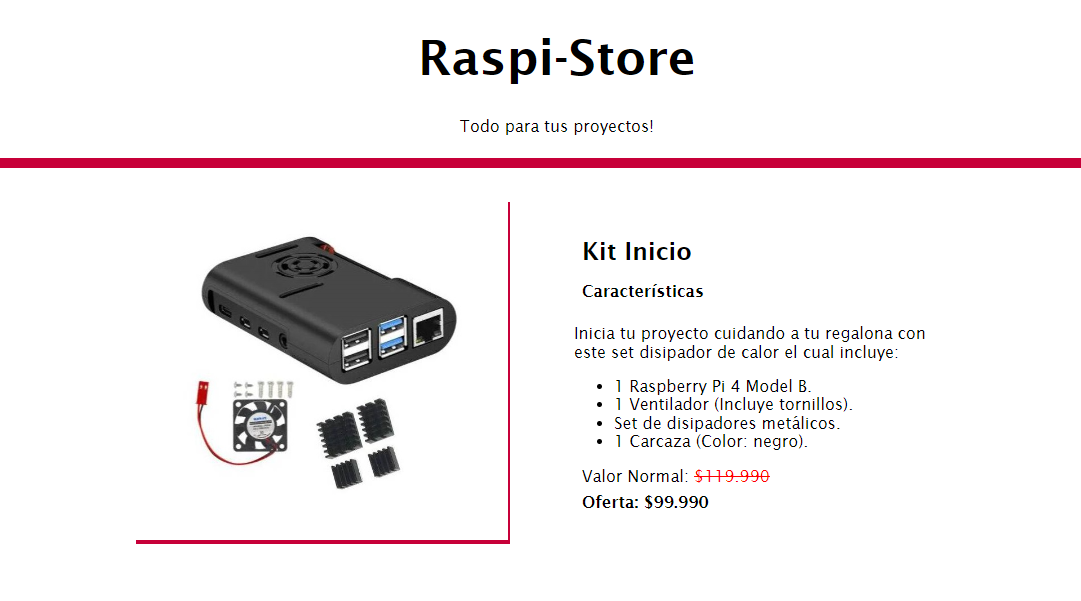 Raspi-Store
Todo para tus proyectos!
Kit Inicio
Características
Inicia tu proyecto cuidando a tu regalona con
este set disipador de calor el cual incluye:
• 1 Raspberry Pi 4 Model B.
• 1 Ventilador (Incluye tornillos).
• Set de disipadores metálicos.
• 1 Carcaza (Color: negro).
Valor Normal: $119.990
Oferta: $99.990